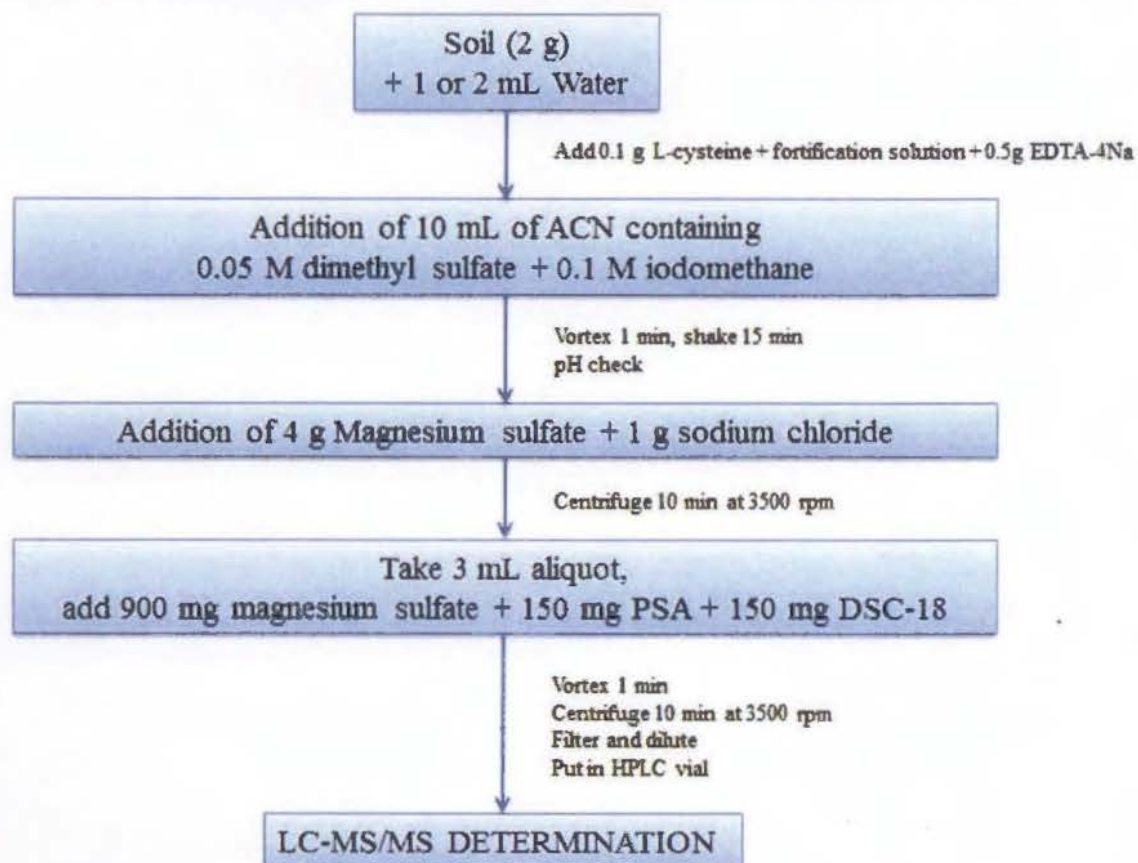 Soil (2 g)
+ 1 or 2 mL Water
Add 0.1 g L-cysteine + fortification solution + 0.5g EDTA-4Na
Addition of 10 mL of ACN containing
0.05 M dimethyl sulfate + 0.1 M iodomethane
Vortex 1 min, shake 15 min
pH check
Addition of 4 g Magnesium sulfate + 1 g sodium chloride
Centrifuge 10 min at 3500 rpm
Take 3 mL aliquot,
add 900 mg magnesium sulfate + 150 mg PSA + 150 mg DSC-18
Vortex 1 min
Centrifuge 10 min at 3500 rpm
Filter and dilute
Put in HPLC vial
LC-MS/MS DETERMINATION